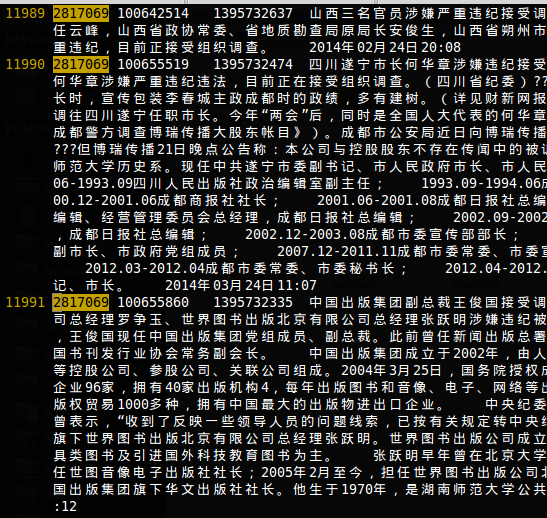 11989 2817069 100642514 1395732637 山西三名官员涉嫌严重违纪接受调
任云峰，山西省政协常委、省地质勘查局原局长安俊生，山西省朔州市
重违纪，目前正接受组织调查。 2014年02月24日20:08
11990 2817069 100655519 1395732474 四川遂宁市长何华章涉嫌严重违纪接受
何华章涉嫌严重违纪违法，目前正在接受组织调查。（四川省纪委）??
长时，宣传包装李春城主政成都时的政绩，多有建树。（详见财新网报
调往四川遂宁任职市长。今年“两会”后，同时是全国人大代表的何华章
成都警方调查博瑞传播大股东帐目》）。成都市公安局近日向博瑞传播
???但博瑞传播21日晚点公告称：本公司与控股股东不存在传闻中的被调
师范大学历史系。现任中共遂宁市委副书记、市人民政府市长、市人民
06-1993.09四川人民出版社政治编辑室副主任； 1993.09-1994.06成
00.12-2001.06成都商报社社长； 2001.06-2001.08成都日报社总编
编辑、经营管理委员会总经理，成都日报社总编辑； 2002.09-2002
，成都日报社总编辑； 2002.12-2003.08成都市委宣传部部长；
副市长、市政府党组成员； 2007.12-2011.11成都市委常委、市委宣
2012.03-2012.04成都市委常委、市委秘书长； 2012.04-2012.
记、市长。 2014年03月24日11:07
11991 2817069 100655860 1395732335 中国出版集团副总裁王俊国接受调
司总经理罗争玉、世界图书出版北京有限公司总经理张跃明涉嫌违纪被
，王俊国现任中国出版集团党组成员、副总裁。此前曾任新闻出版总署
国书刊发行业协会常务副会长。 中国出版集团成立于2002年，由人
等控股公司、参股公司、关联公司组成。2004年3月25日，国务院授权成
企业96家，拥有40家出版机构4，每年出版图书和音像、电子、网络等出
版权贸易1000多种，拥有中国最大的出版物进出口企业。 中央纪委
曾表示，“收到了反映一些领导人员的问题线索，已按有关规定转中央纪
旗下世界图书出版北京有限公司总经理张跃明。世界图书出版公司成立
具类图书及引进国外科技教育图书为主。 张跃明早年曾在北京大学
任世图音像电子出版社社长；2005年2月至今，担任世界图书出版公司北
国出版集团旗下华文出版社社长。他生于1970年，是湖南师范大学公共
:12